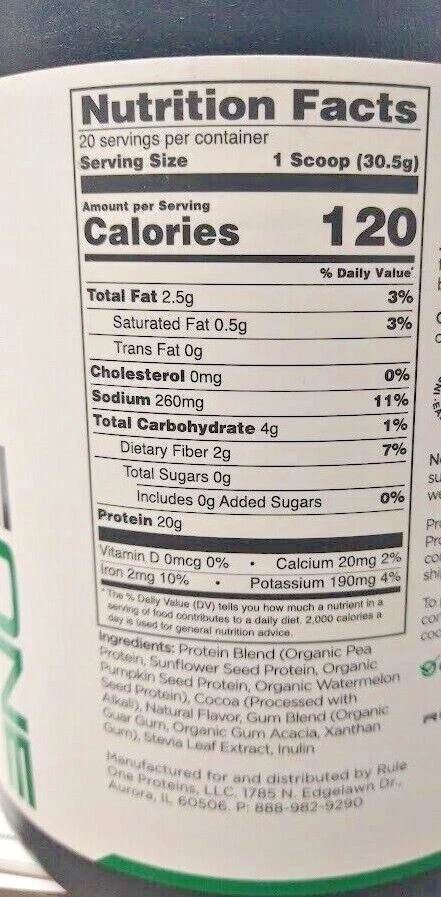 Nutrition Facts
20 servings per container
Serving Size 1 Scoop (30.5g)
Amount per Serving
Calories 120
% Daily Value*
Total Fat 2.5g 3%
Saturated Fat 0.5g 3%
Trans Fat 0g
Cholesterol 0mg 0%
Sodium 260mg 11%
Total Carbohydrate 4g 1%
Dietary Fiber 2g 7%
Total Sugars 0g
Includes 0g Added Sugars 0%
Protein 20g
Vitamin D 0mcg 0% • Calcium 20mg 2%
Iron 2mg 10% • Potassium 190mg 4%
*The % Daily Value (DV) tells you how much a nutrient in a
serving of food contributes to a daily diet. 2,000 calories a
day is used for general nutrition advice.
Ingredients: Protein Blend (Organic Pea
Protein, Sunflower Seed Protein, Organic
Pumpkin Seed Protein, Organic Watermelon
Seed Protein), Cocoa (Processed with
Alkali), Natural Flavor, Gum Blend (Organic
Guar Gum, Organic Gum Acacia, Xanthan
Gum), Stevia Leaf Extract, Inulin
Manufactured for and distributed by Rule
One Proteins, LLC. 1785 N. Edgelawn Dr.,
Aurora, IL 60506. P: 888-982-9290
ONE